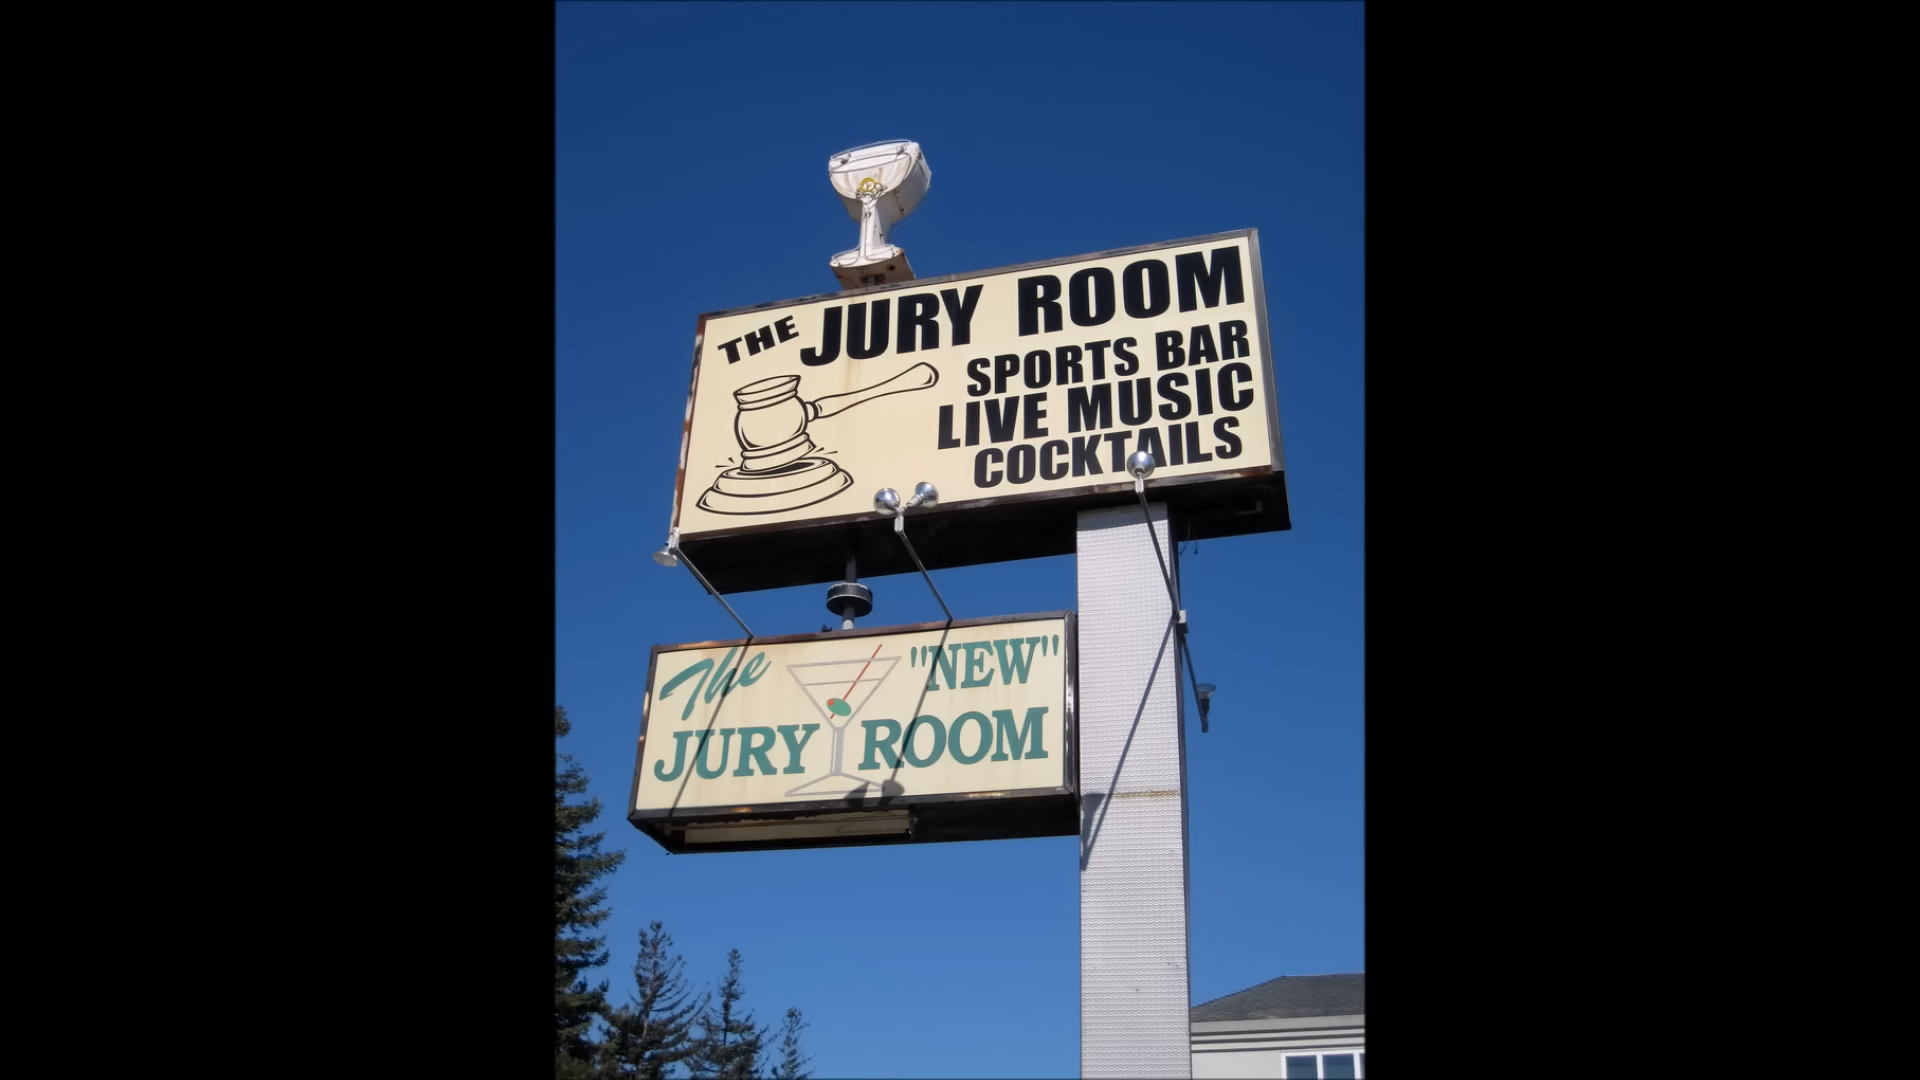 THE JURY ROOM
SPORTS BAR
LIVE MUSIC
COCKTAILS
The "NEW"
JURY ROOM